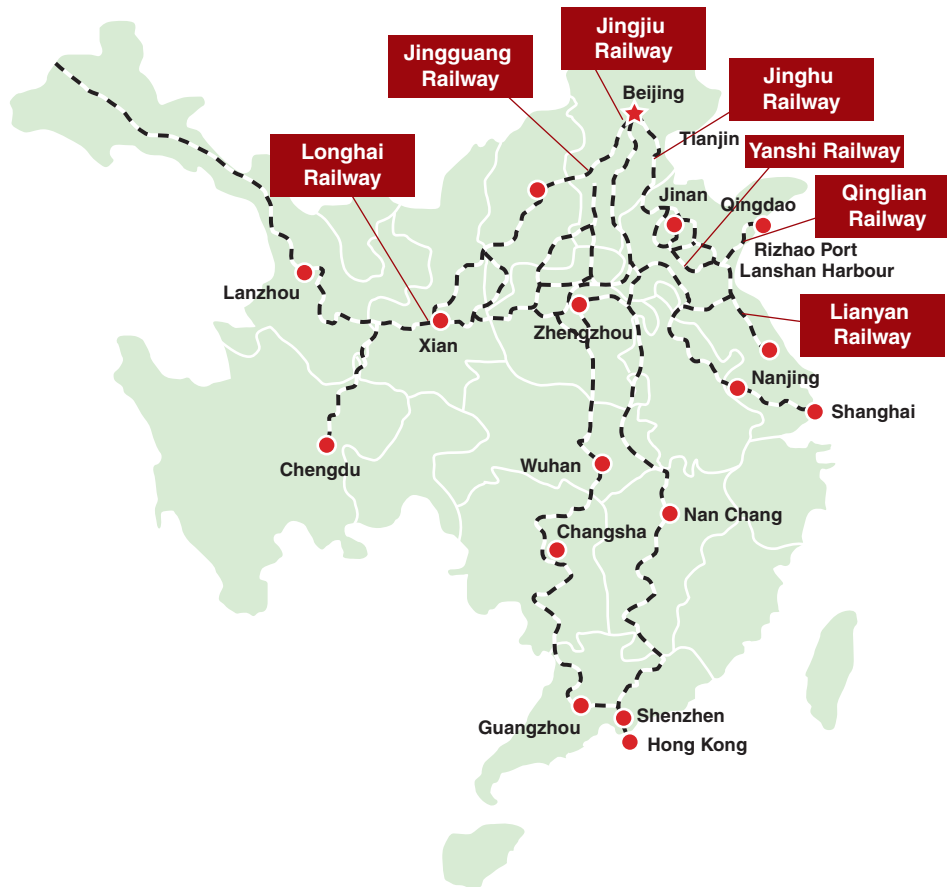 Jingjiu
Railway
Jingguang
Railway
Jinghu
Railway
Beijing
Tianjin
Yanshi Railway
Longhai
Railway
Qinglian
Railway
Jinan
Qingdao
Rizhao Port
Lanshan Harbour
Lanzhou
Lianyan
Railway
Xian
Zhengzhou
Nanjing
Shanghai
Chengdu
Wuhan
Nan Chang
Changsha
Guangzhou
Shenzhen
Hong Kong